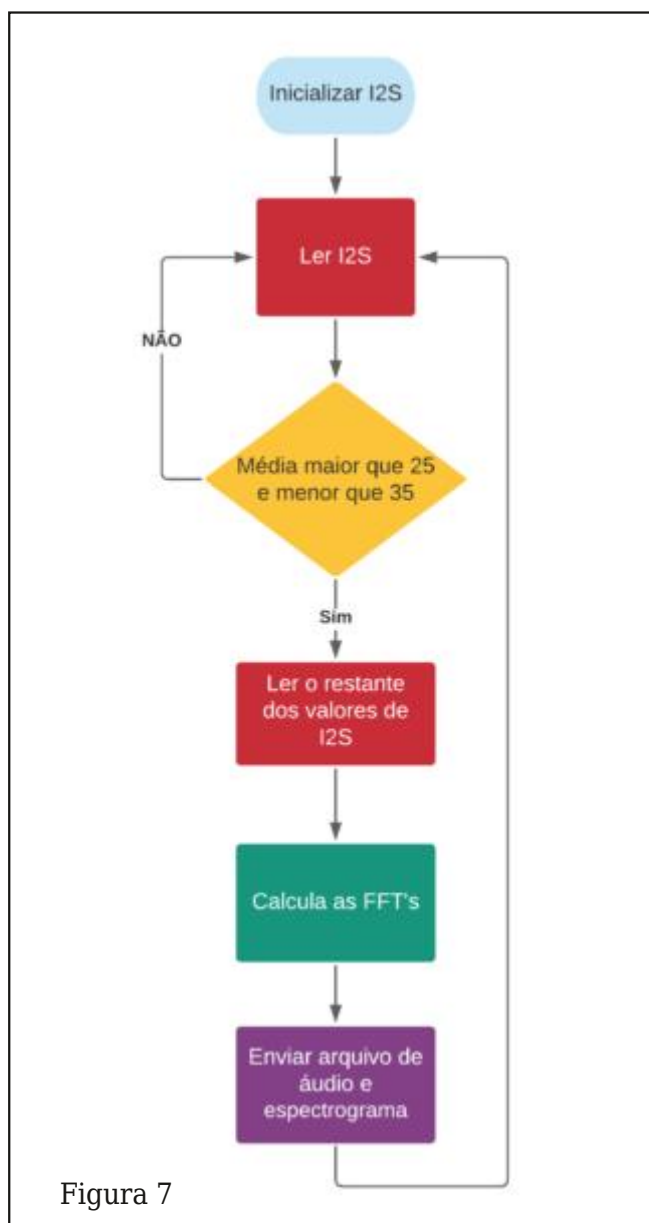 Inicializar I2S
Ler I2S
NÃO
Média maior que 25
e menor que 35
Sim
Ler o restante
dos valores de
I2S
Calcula as FFT's
Enviar arquivo de
áudio e
espectrograma
Figura 7